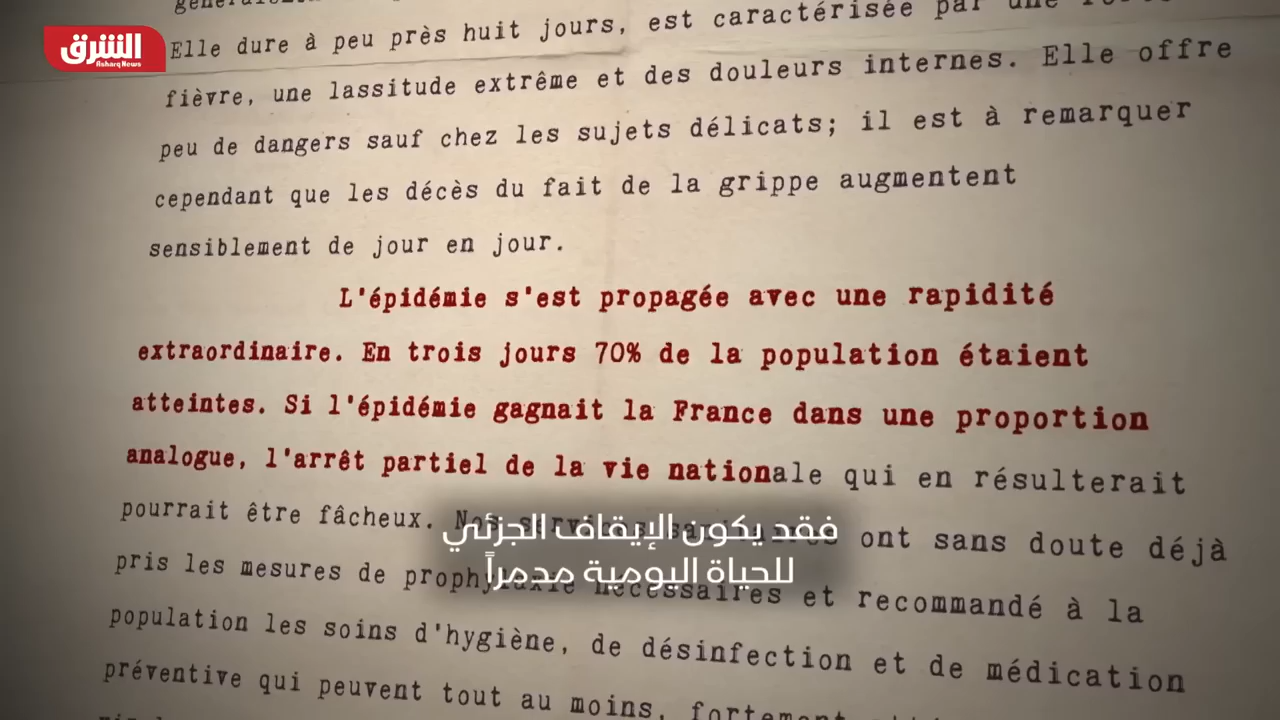 الشرق
Asharq News
Elle dure à peu près huit jours, est caractérisée par une
fièvre, une lassitude extrême et des douleurs internes. Elle offre
peu de dangers sauf chez les sujets délicats; il est à remarquer
cependant que les décès du fait de la grippe augmentent
sensiblement de jour en jour.
L'épidémie s'est propagée avec une rapidité
extraordinaire. En trois jours 70% de la population étaient
atteintes. Si l'épidémie gagnait la France dans une proportion
analogue, l'arrêt partiel de la vie nationale qui en résulterait
pourrait être fâcheux. Nos services sanitaires ont sans doute déjà
فقد يكون الإيقاف الجزئي
للحياة اليومية مدمراً
pris les mesures de prophylaxie nécessaires et recommandé à la
population les soins d'hygiène, de désinfection et de médication
préventive qui peuvent tout au moins, fortement